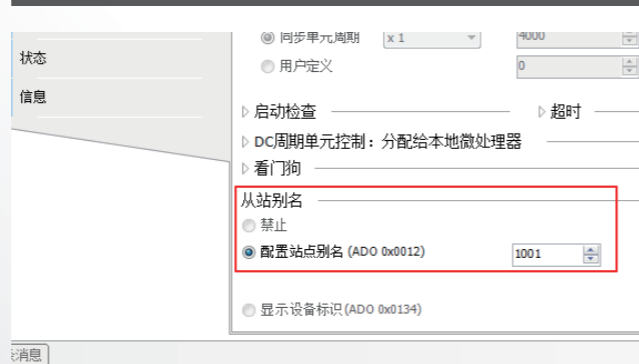 同步单元周期 x 1 4000
状态
用户定义 0
信息
启动检查 超时
DC周期单元控制：分配给本地微处理器
看门狗
从站别名
禁止
配置站点别名 (ADO 0x0012) 1001
显示设备标识(ADO 0x0134)
消息